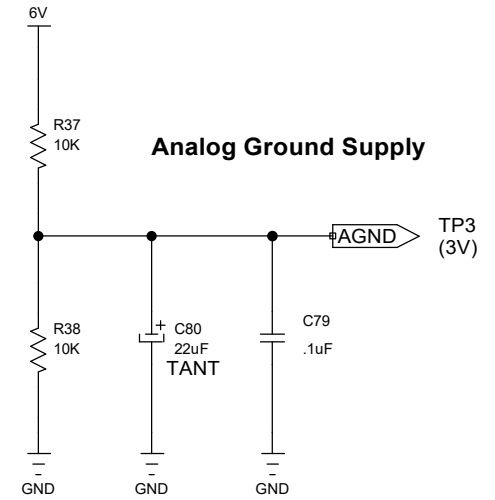 6V
R37
10K
Analog Ground Supply
AGND
TP3
(3V)
R38
10K
+
C80
22uF
TANT
C79
.1uF
GND
GND
GND